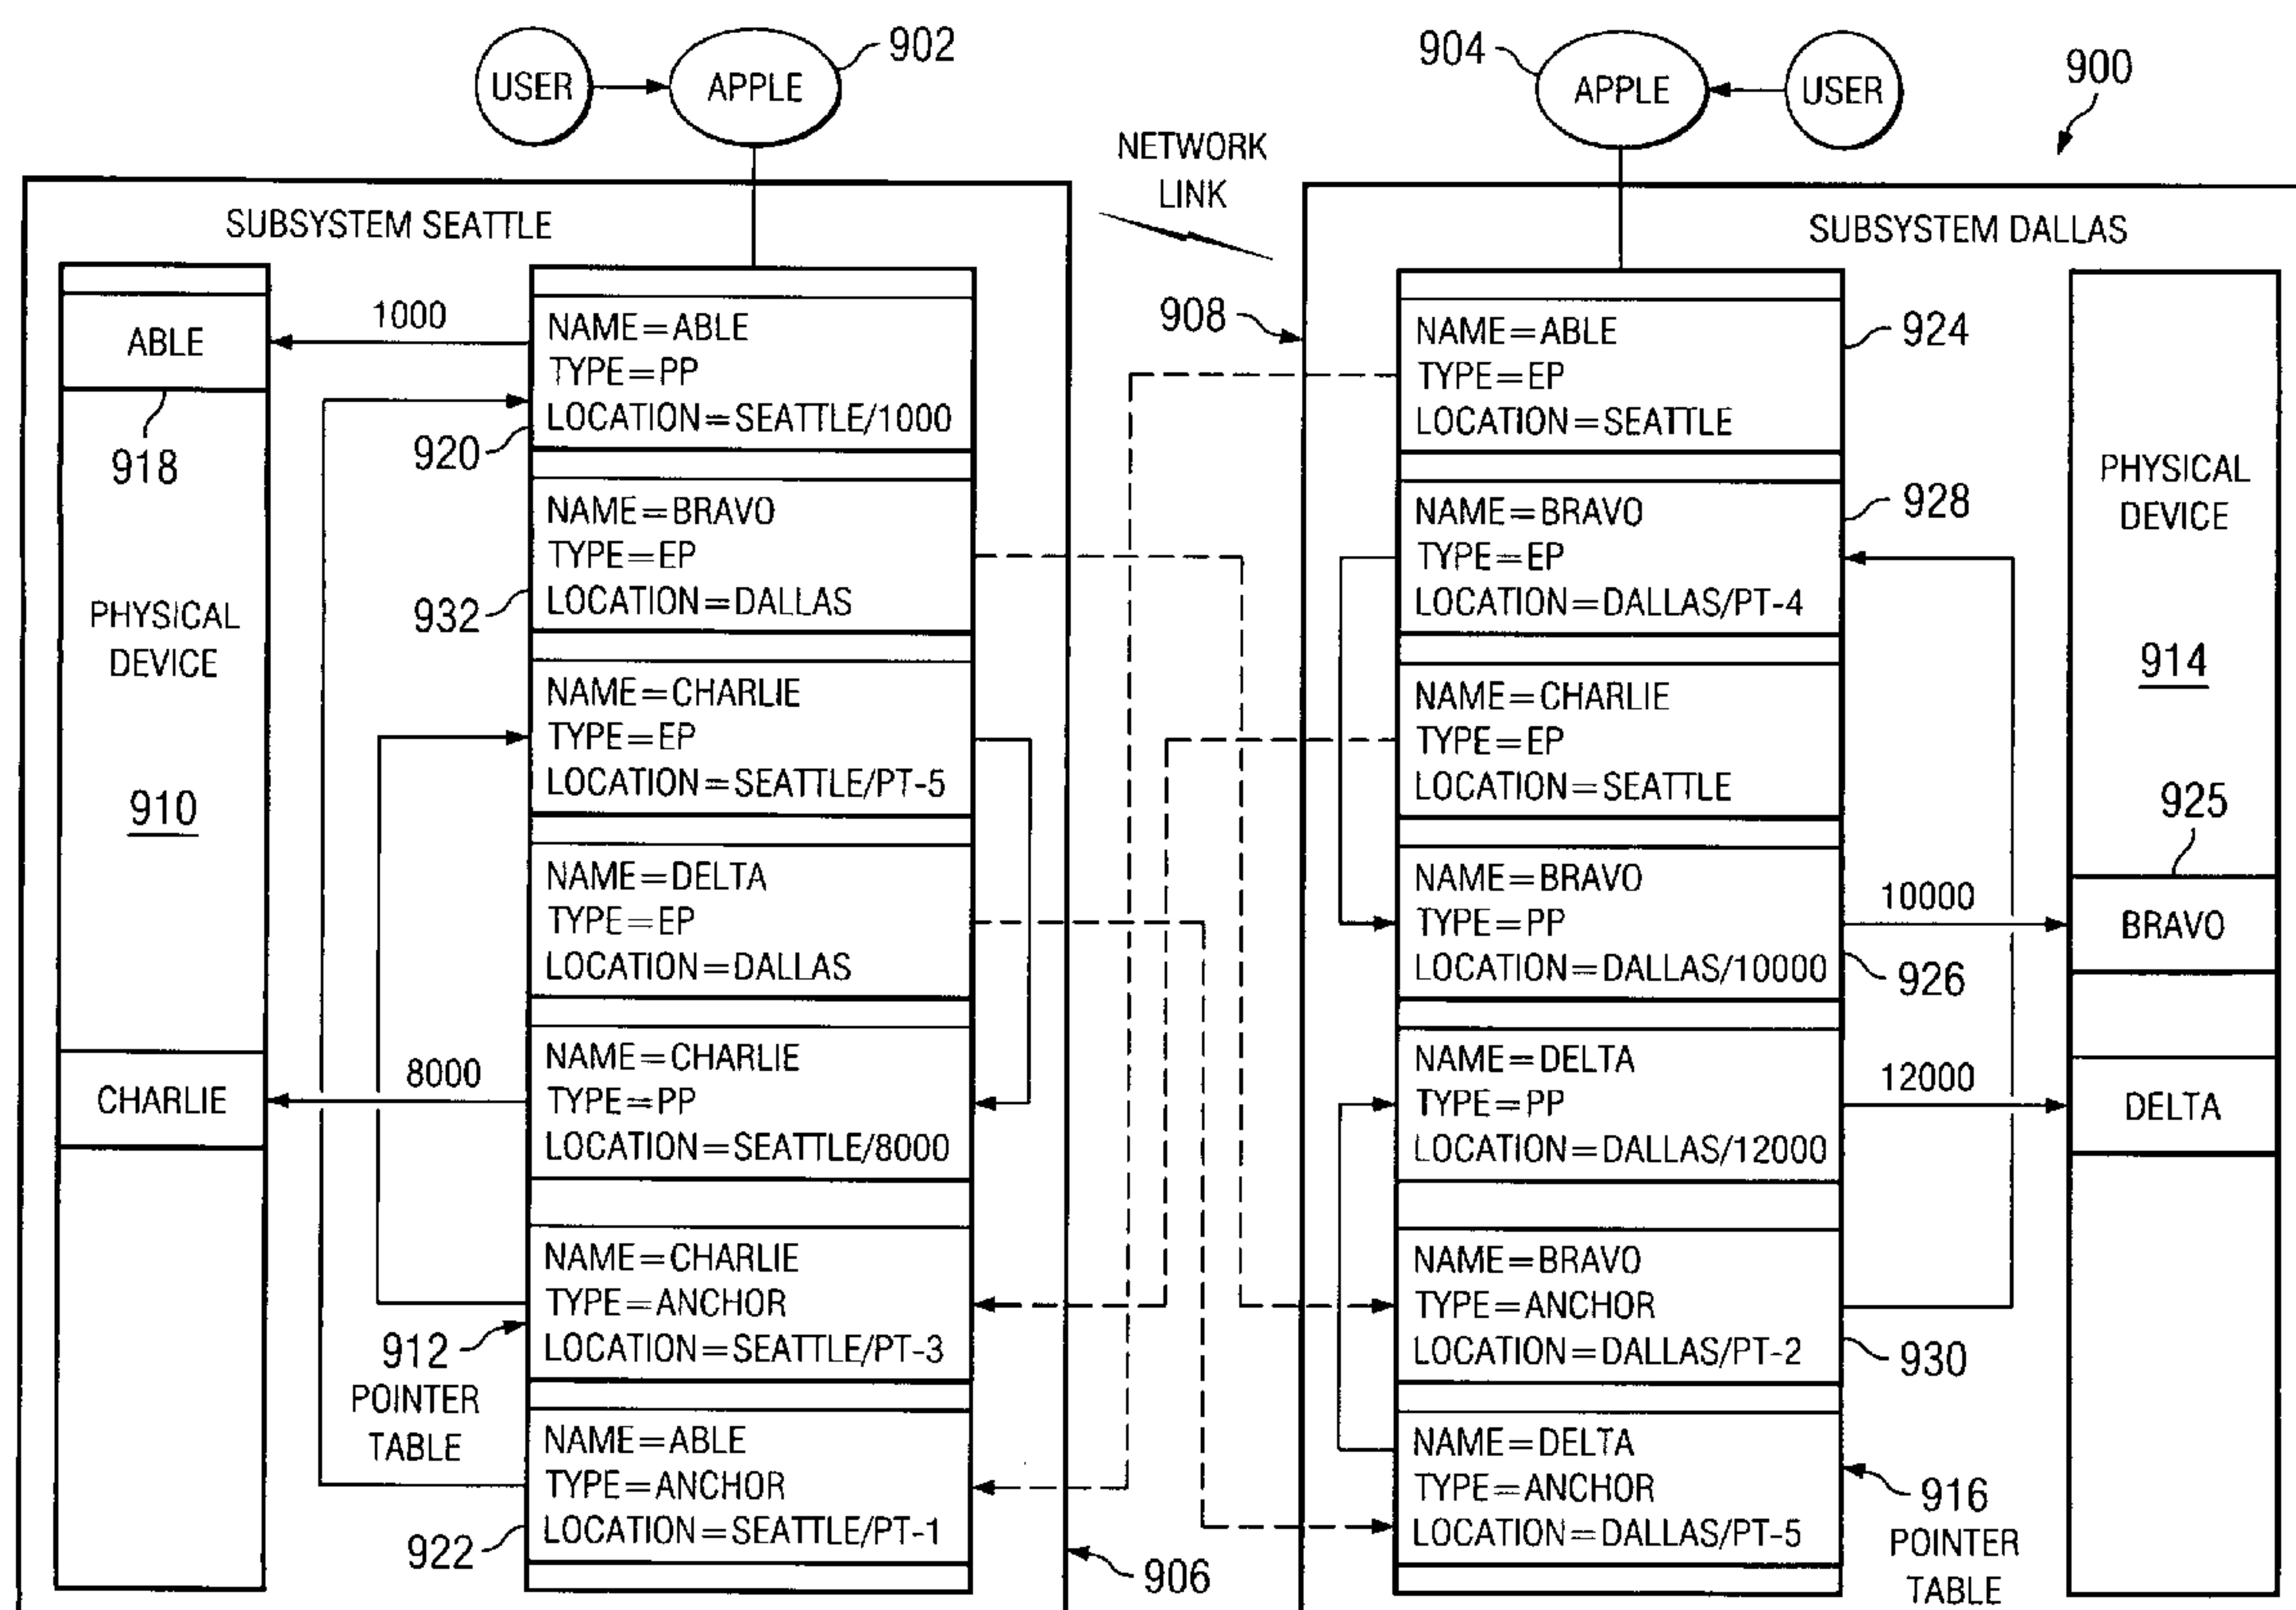 USER
APPLE
902
904
APPLE
USER
900
NETWORK
LINK
SUBSYSTEM SEATTLE
ABLE
918
PHYSICAL
DEVICE
910
CHARLIE
1000
8000
NAME=ABLE
TYPE=PP
LOCATION=SEATTLE/1000
920
NAME=BRAVO
TYPE=EP
LOCATION=DALLAS
932
NAME=CHARLIE
TYPE=EP
LOCATION=SEATTLE/PT-5
NAME=DELTA
TYPE=EP
LOCATION=DALLAS
NAME=CHARLIE
TYPE=PP
LOCATION=SEATTLE/8000
NAME=CHARLIE
TYPE=ANCHOR
LOCATION=SEATTLE/PT-3
912
POINTER
TABLE
NAME=ABLE
TYPE=ANCHOR
LOCATION=SEATTLE/PT-1
922
906
SUBSYSTEM DALLAS
908
NAME=ABLE
TYPE=EP
LOCATION=SEATTLE
924
NAME=BRAVO
TYPE=EP
LOCATION=DALLAS/PT-4
928
NAME=CHARLIE
TYPE=EP
LOCATION=SEATTLE
NAME=BRAVO
TYPE=PP
LOCATION=DALLAS/10000
926
NAME=DELTA
TYPE=PP
LOCATION=DALLAS/12000
NAME=BRAVO
TYPE=ANCHOR
LOCATION=DALLAS/PT-2
930
NAME=DELTA
TYPE=ANCHOR
LOCATION=DALLAS/PT-5
916
POINTER
TABLE
10000
12000
PHYSICAL
DEVICE
914
925
BRAVO
DELTA